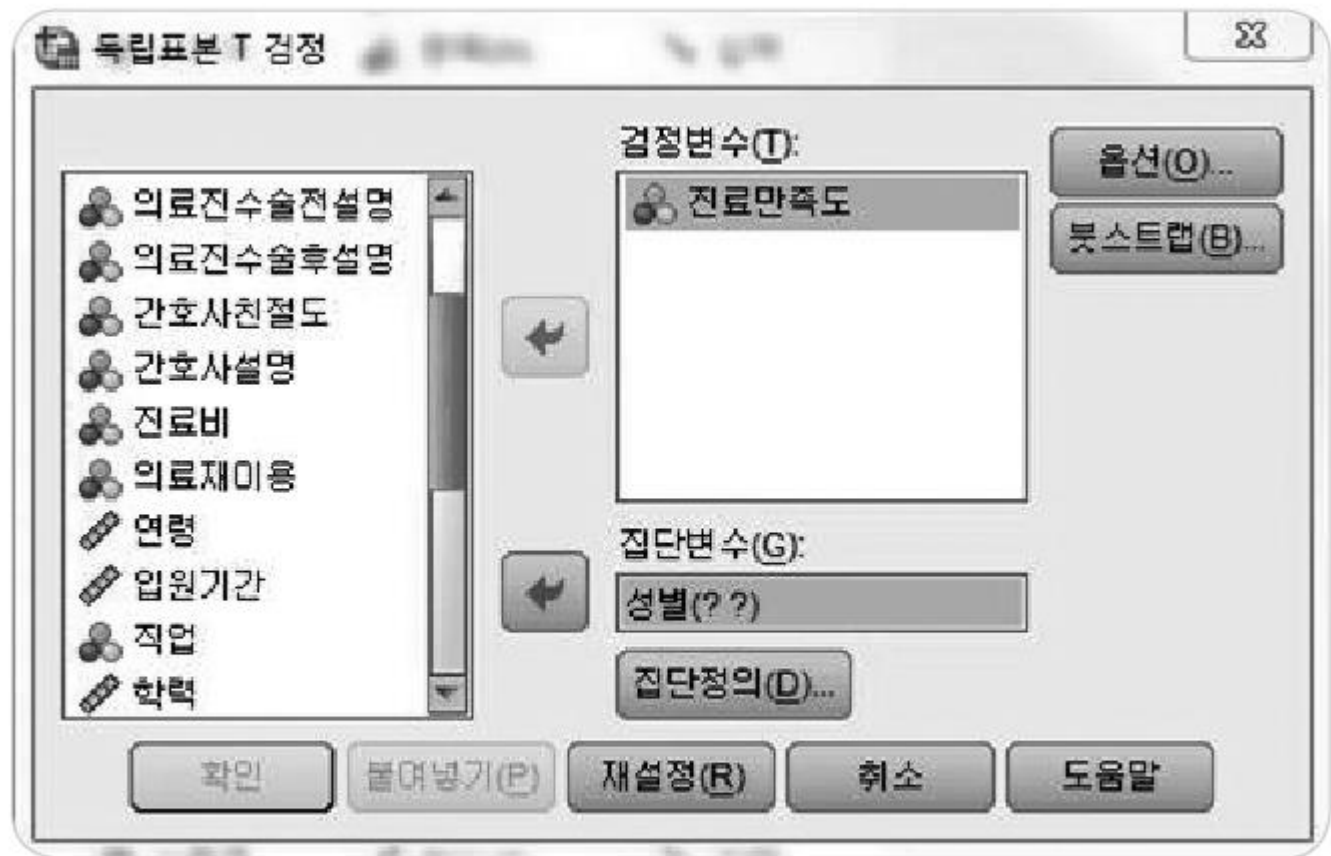 독립표본 T 검정
검정변수(T):
진료만족도
옵션(O)...
붓스트랩(B)...
의료진수술전설명
의료진수술후설명
간호사친절도
간호사설명
진료비
의료재미용
연령
입원기간
직업
학력
집단변수(G):
성별(? ?)
집단정의(D)...
확인
붙여넣기(P)
재설정(R)
취소
도움말